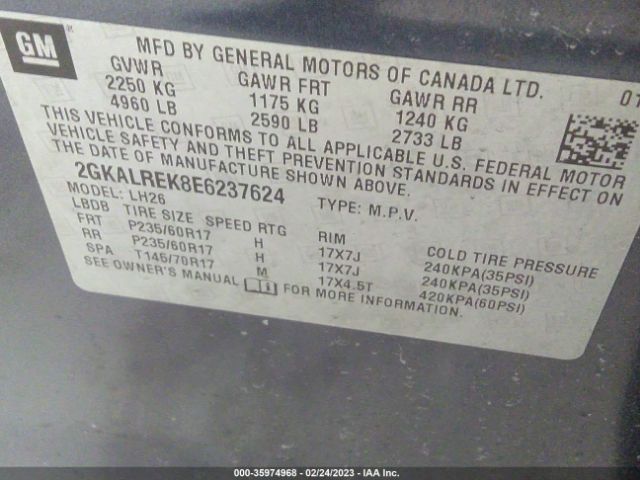 GM
MFD BY GENERAL MOTORS OF CANADA LTD.
GVWR GAWR FRT GAWR RR
2250 KG 1175 KG 1240 KG
4960 LB 2590 LB 2733 LB
THIS VEHICLE CONFORMS TO ALL APPLICABLE U.S. FEDERAL MOTOR
VEHICLE SAFETY AND THEFT PREVENTION STANDARDS IN EFFECT ON
THE DATE OF MANUFACTURE SHOWN ABOVE.
2GKALREK8E6237624 TYPE: M.P.V.
MODEL: LH26
LBDB TIRE SIZE SPEED RTG RIM COLD TIRE PRESSURE
FRT P235/60R17 H 17X7J 240KPA(35PSI)
RR P235/60R17 H 17X7J 240KPA(35PSI)
SPA T145/70R17 M 17X4.5T 420KPA(60PSI)
SEE OWNER'S MANUAL FOR MORE INFORMATION.
000-35974968 - 02/24/2023 - IAA Inc.